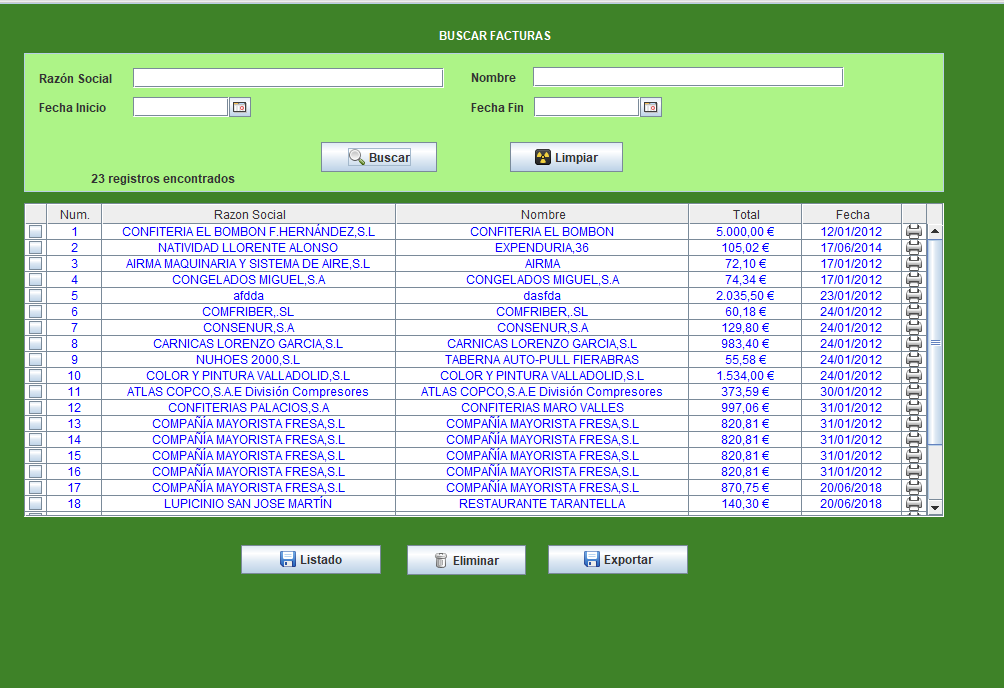 BUSCAR FACTURAS
Razón Social Nombre
Fecha Inicio Fecha Fin
Buscar Limpiar
23 registros encontrados
Num. Razon Social Nombre Total Fecha
1 CONFITERIA EL BOMBON F.HERNÁNDEZ,S.L CONFITERIA EL BOMBON 5.000,00 € 12/01/2012
2 NATIVIDAD LLORENTE ALONSO EXPENDURIA,36 105,02 € 17/06/2014
3 AIRMA MAQUINARIA Y SISTEMA DE AIRE,S.L AIRMA 72,10 € 17/01/2012
4 CONGELADOS MIGUEL,S.A CONGELADOS MIGUEL,S.A 74,34 € 17/01/2012
5 afdda dasfda 2.035,50 € 23/01/2012
6 COMFRIBER,.SL COMFRIBER,.SL 60,18 € 24/01/2012
7 CONSENUR,S.A CONSENUR,S.A 129,80 € 24/01/2012
8 CARNICAS LORENZO GARCIA,S.L CARNICAS LORENZO GARCIA,S.L 983,40 € 24/01/2012
9 NUHOES 2000,S.L TABERNA AUTO-PULL FIERABRAS 55,58 € 24/01/2012
10 COLOR Y PINTURA VALLADOLID,S.L COLOR Y PINTURA VALLADOLID,S.L 1.534,00 € 24/01/2012
11 ATLAS COPCO,S.A.E División Compresores ATLAS COPCO,S.A.E División Compresores 373,59 € 30/01/2012
12 CONFITERIAS PALACIOS,S.A CONFITERIAS MARO VALLES 997,06 € 31/01/2012
13 COMPAÑÍA MAYORISTA FRESA,S.L COMPAÑÍA MAYORISTA FRESA,S.L 820,81 € 31/01/2012
14 COMPAÑÍA MAYORISTA FRESA,S.L COMPAÑÍA MAYORISTA FRESA,S.L 820,81 € 31/01/2012
15 COMPAÑÍA MAYORISTA FRESA,S.L COMPAÑÍA MAYORISTA FRESA,S.L 820,81 € 31/01/2012
16 COMPAÑÍA MAYORISTA FRESA,S.L COMPAÑÍA MAYORISTA FRESA,S.L 820,81 € 31/01/2012
17 COMPAÑÍA MAYORISTA FRESA,S.L COMPAÑÍA MAYORISTA FRESA,S.L 870,75 € 20/06/2018
18 LUPICINIO SAN JOSE MARTÍN RESTAURANTE TARANTELLA 140,30 € 20/06/2018
Listado Eliminar Exportar